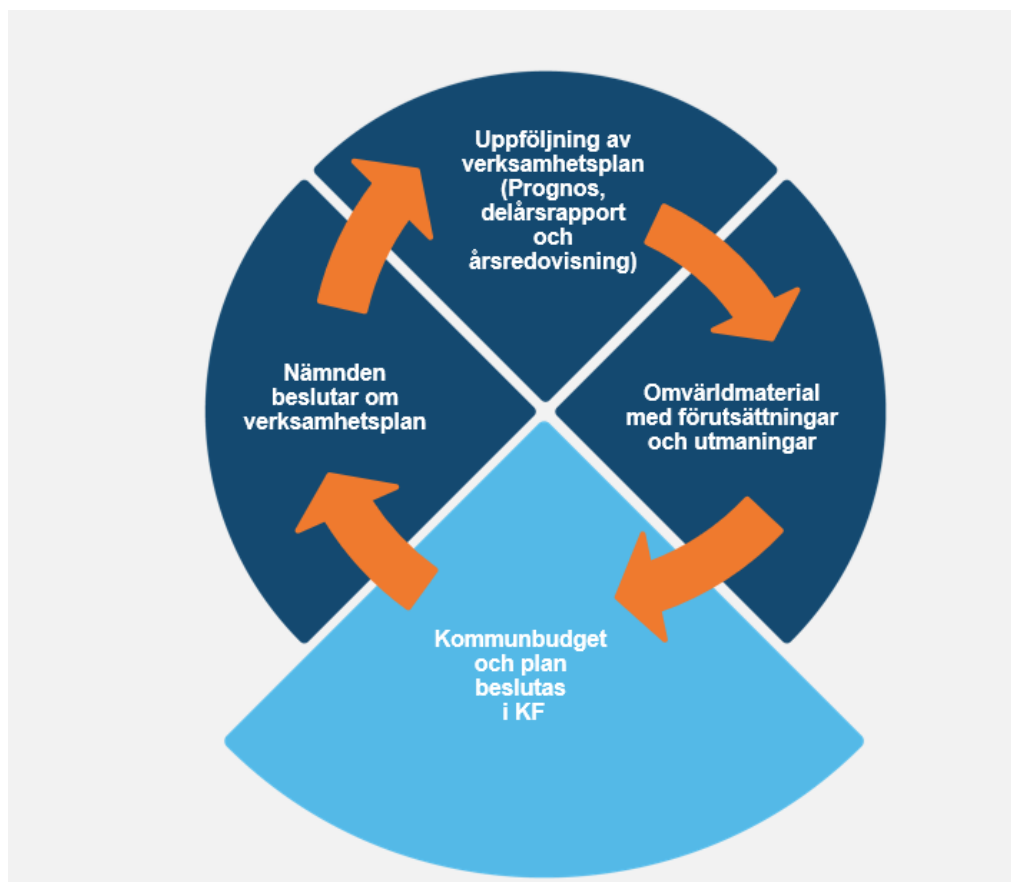 Uppföljning av
verksamhetsplan
(Prognos,
delårsrapport
och
årsredovisning)
Nämnden
beslutar om
verksamhetsplan
Omvärldmaterial
med förutsättningar
och utmaningar
Kommunbudget
och plan
beslutas
i KF